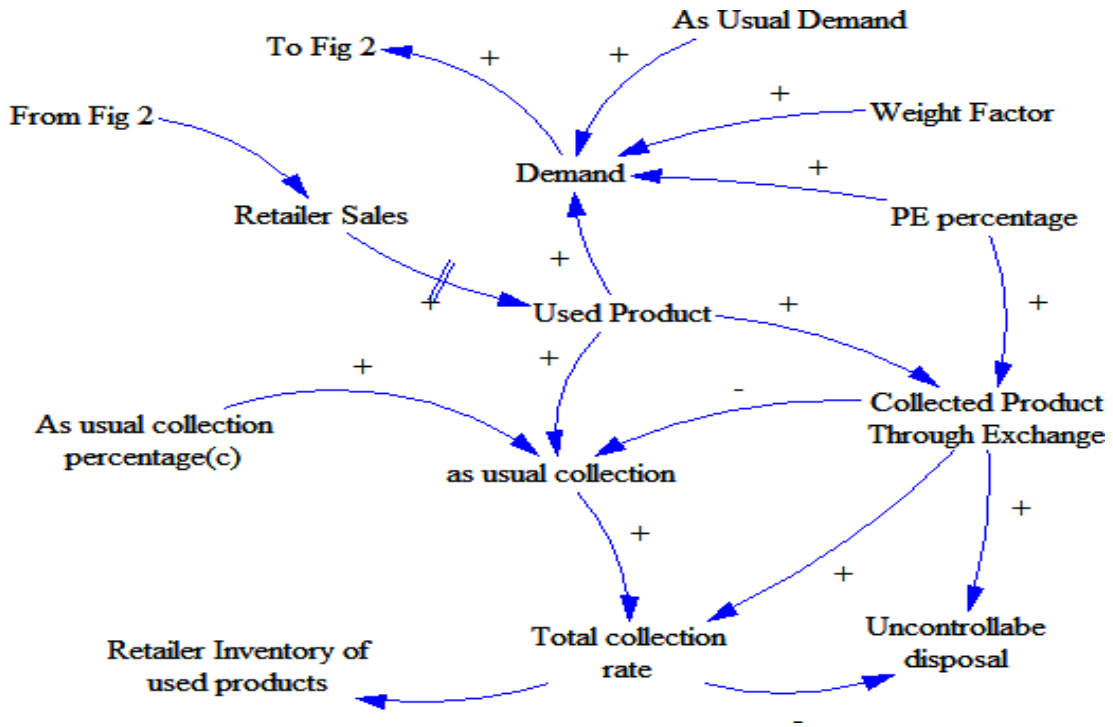 As Usual Demand
+
+
To Fig 2
+
Weight Factor
From Fig 2
Demand
+
PE percentage
Retailer Sales
+
+
Used Product
+
+
+
+
-
As usual collection
percentage(c)
Collected Product
Through Exchange
as usual collection
+
+
+
Total collection
rate
Uncontrollabe
disposal
Retailer Inventory of
used products
-